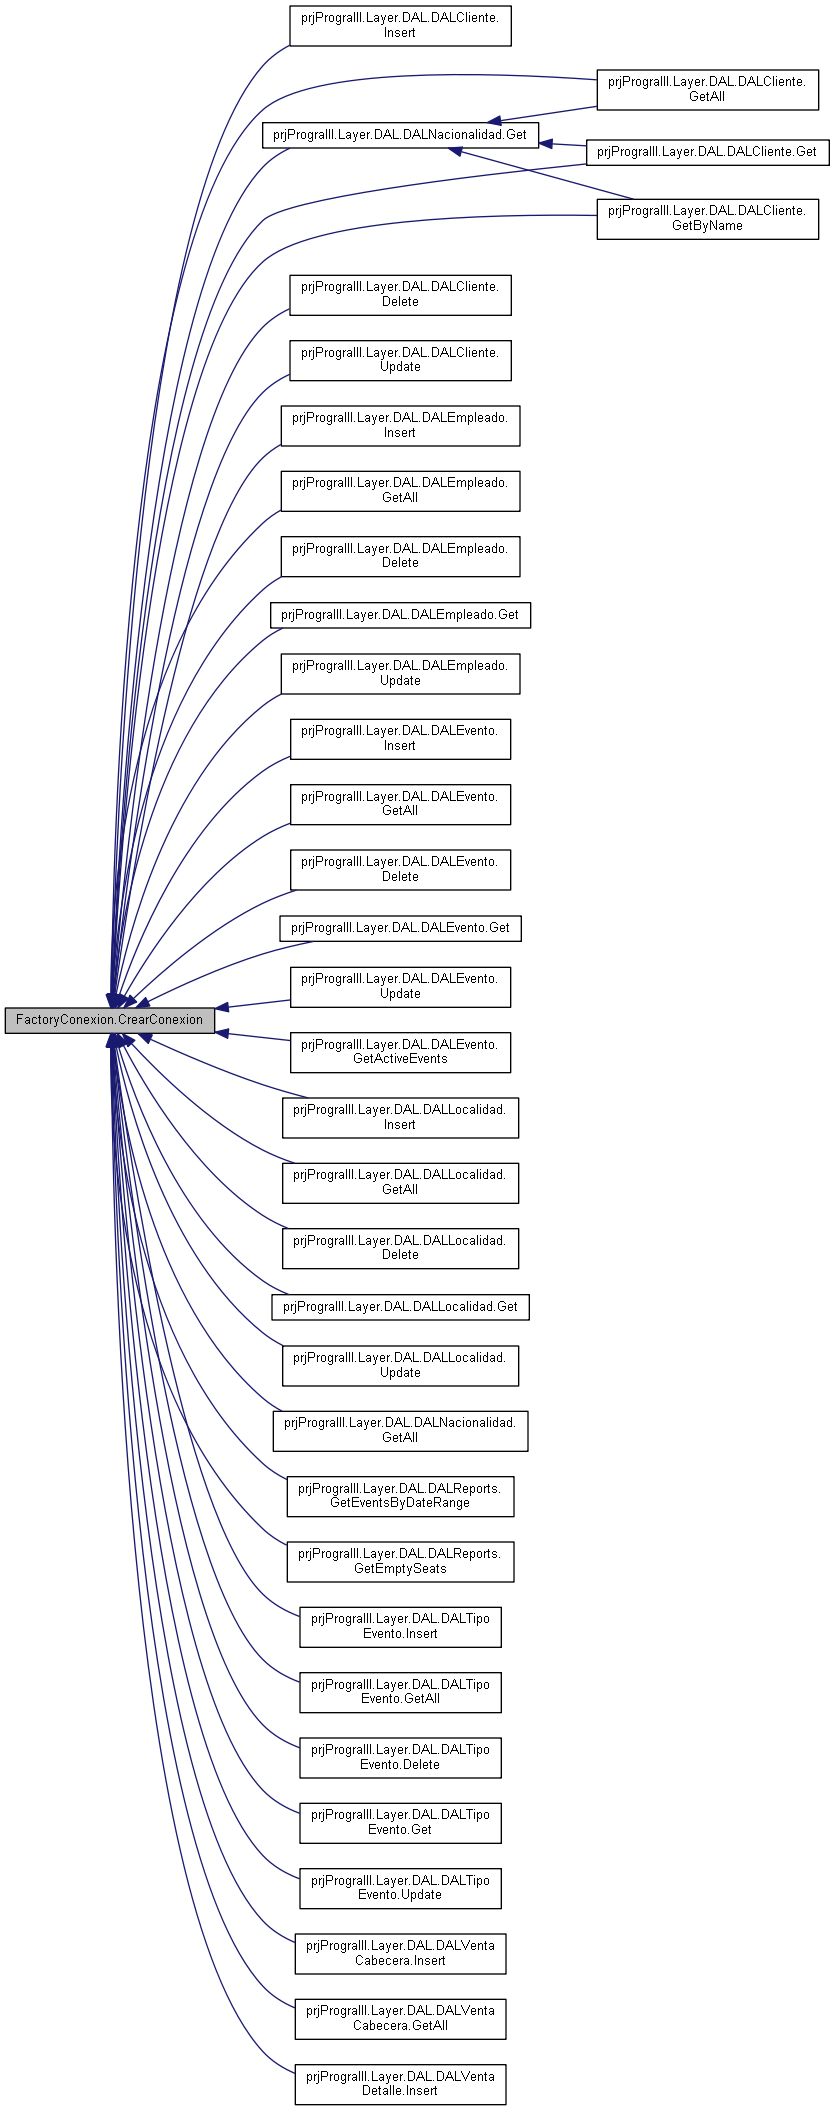 prjPrograIII.Layer.DAL.DALCliente.
Insert
prjPrograIII.Layer.DAL.DALCliente.
GetAll
prjPrograIII.Layer.DAL.DALNacionalidad.Get
prjPrograIII.Layer.DAL.DALCliente.Get
prjPrograIII.Layer.DAL.DALCliente.
GetByName
prjPrograIII.Layer.DAL.DALCliente.
Delete
prjPrograIII.Layer.DAL.DALCliente.
Update
prjPrograIII.Layer.DAL.DALEmpleado.
Insert
prjPrograIII.Layer.DAL.DALEmpleado.
GetAll
prjPrograIII.Layer.DAL.DALEmpleado.
Delete
prjPrograIII.Layer.DAL.DALEmpleado.Get
prjPrograIII.Layer.DAL.DALEmpleado.
Update
prjPrograIII.Layer.DAL.DALEvento.
Insert
prjPrograIII.Layer.DAL.DALEvento.
GetAll
prjPrograIII.Layer.DAL.DALEvento.
Delete
prjPrograIII.Layer.DAL.DALEvento.Get
prjPrograIII.Layer.DAL.DALEvento.
Update
FactoryConexion.CrearConexion
prjPrograIII.Layer.DAL.DALEvento.
GetActiveEvents
prjPrograIII.Layer.DAL.DALLocalidad.
Insert
prjPrograIII.Layer.DAL.DALLocalidad.
GetAll
prjPrograIII.Layer.DAL.DALLocalidad.
Delete
prjPrograIII.Layer.DAL.DALLocalidad.Get
prjPrograIII.Layer.DAL.DALLocalidad.
Update
prjPrograIII.Layer.DAL.DALNacionalidad.
GetAll
prjPrograIII.Layer.DAL.DALReports.
GetEventsByDateRange
prjPrograIII.Layer.DAL.DALReports.
GetEmptySeats
prjPrograIII.Layer.DAL.DALTipo
Evento.Insert
prjPrograIII.Layer.DAL.DALTipo
Evento.GetAll
prjPrograIII.Layer.DAL.DALTipo
Evento.Delete
prjPrograIII.Layer.DAL.DALTipo
Evento.Get
prjPrograIII.Layer.DAL.DALTipo
Evento.Update
prjPrograIII.Layer.DAL.DALVenta
Cabecera.Insert
prjPrograIII.Layer.DAL.DALVenta
Cabecera.GetAll
prjPrograIII.Layer.DAL.DALVenta
Detalle.Insert